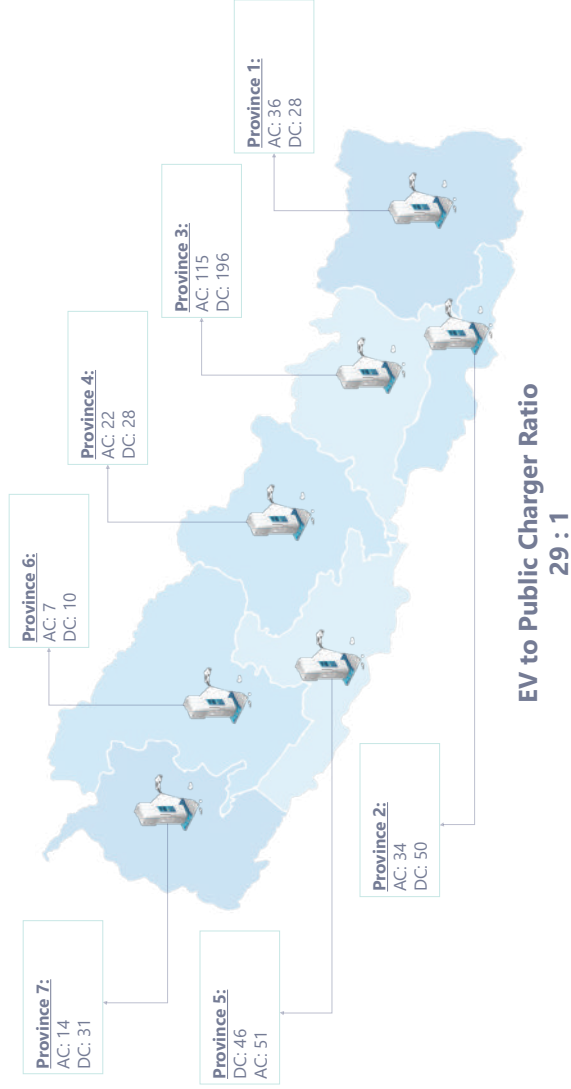 Province 7:
AC: 14
DC: 31
Province 6:
AC: 7
DC: 10
Province 4:
AC: 22
DC: 28
Province 3:
AC: 115
DC: 196
Province 1:
AC: 36
DC: 28
Province 5:
DC: 46
AC: 51
Province 2:
AC: 34
DC: 50
EV to Public Charger Ratio
29 : 1